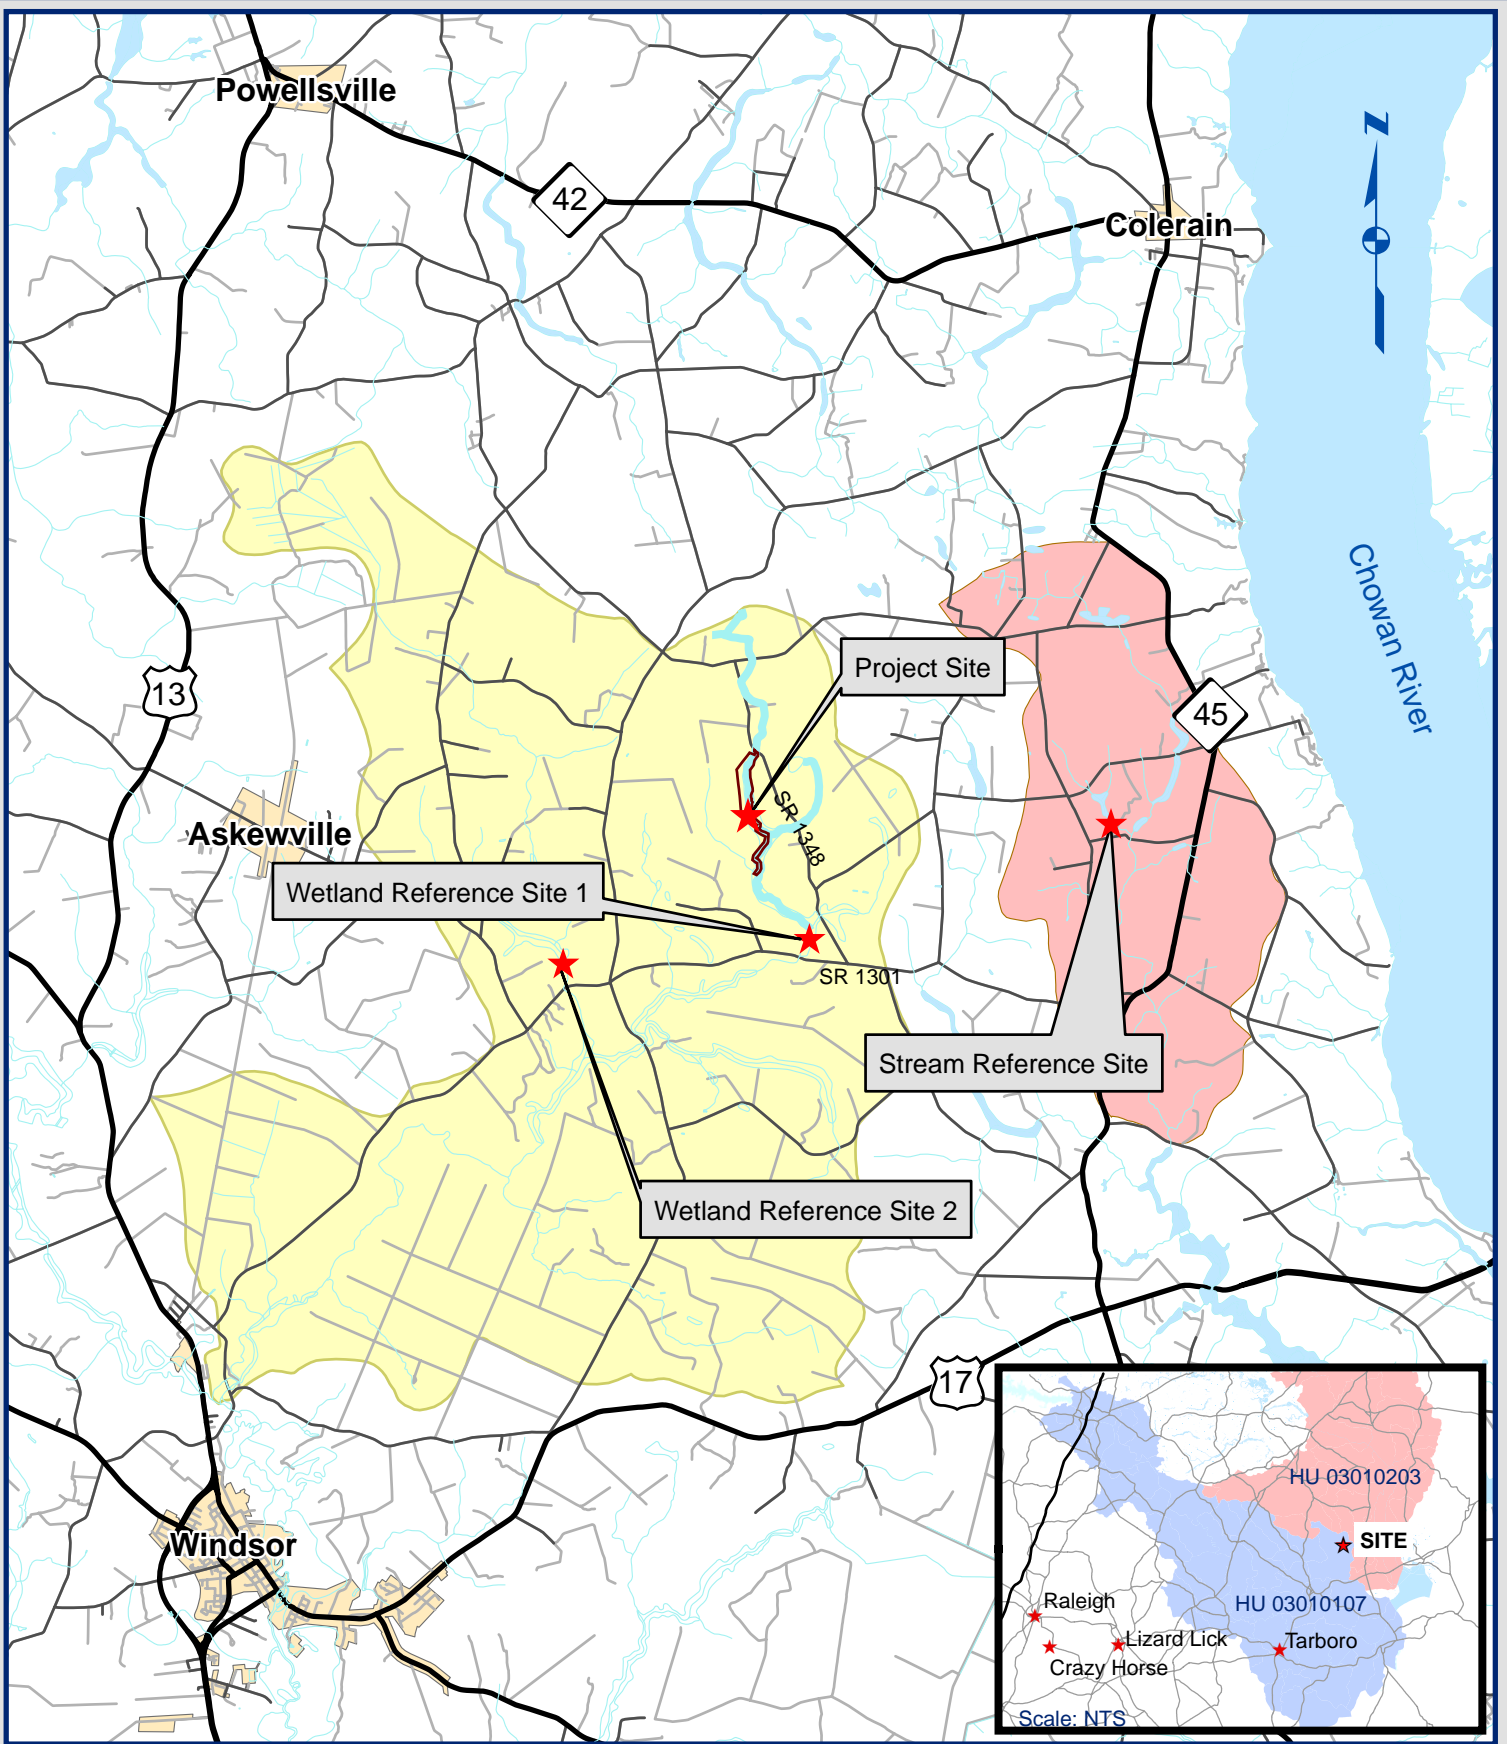 Powellsville
42
Colerain
Z
Chowan River
Project Site
13
45
SR 1348
Askewville
Wetland Reference Site 1
SR 1301
Stream Reference Site
Wetland Reference Site 2
17
Windsor
HU 03010203
SITE
HU 03010107
Raleigh
Lizard Lick
Tarboro
Crazy Horse
Scale: NTS